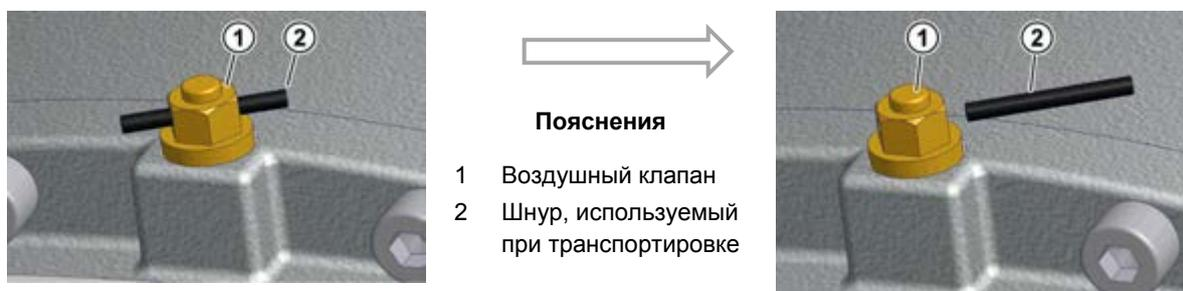 1
2
1
2
Пояснения
1 Воздушный клапан
2 Шнур, используемый
при транспортировке